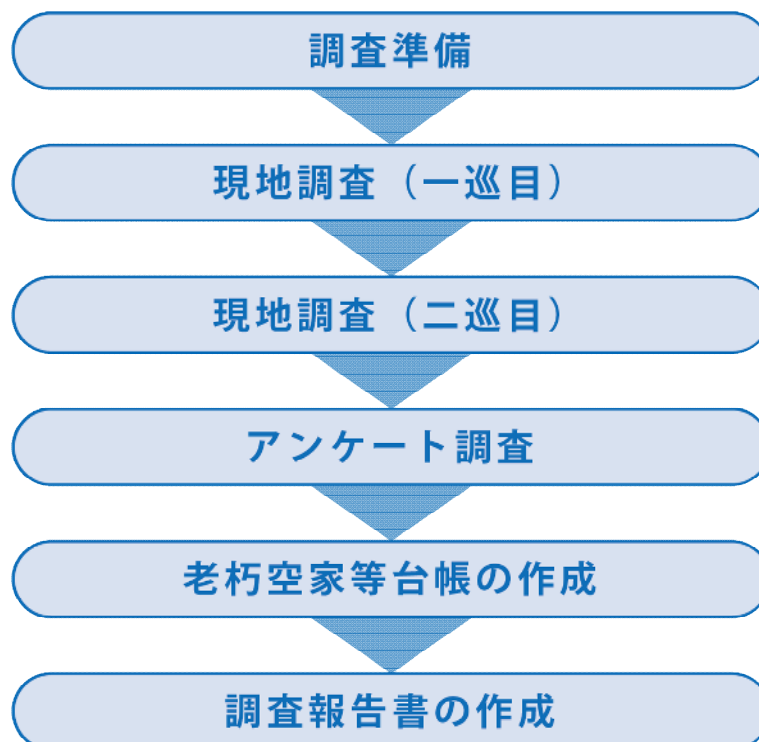 調査準備
現地調査（一巡目）
現地調査（二巡目）
アンケート調査
老朽空家等台帳の作成
調査報告書の作成